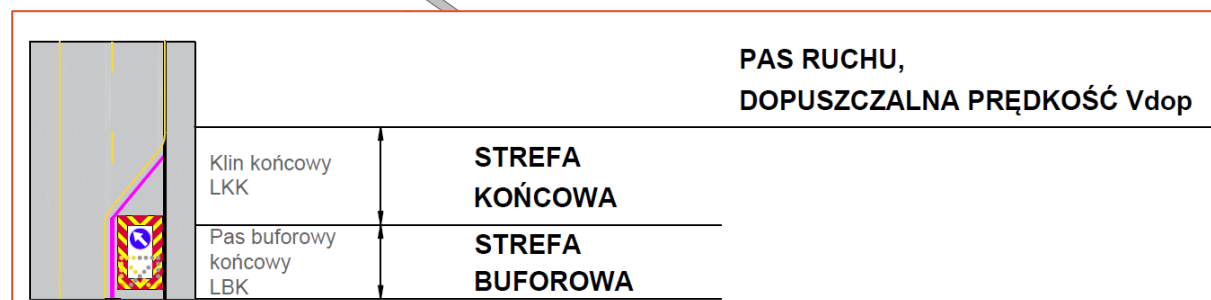 PAS RUCHU,
DOPUSZCZALNA PRĘDKOŚĆ Vdop
Klin końcowy
LKK
STREFA
KOŃCOWA
Pas buforowy
końcowy
LBK
STREFA
BUFOROWA